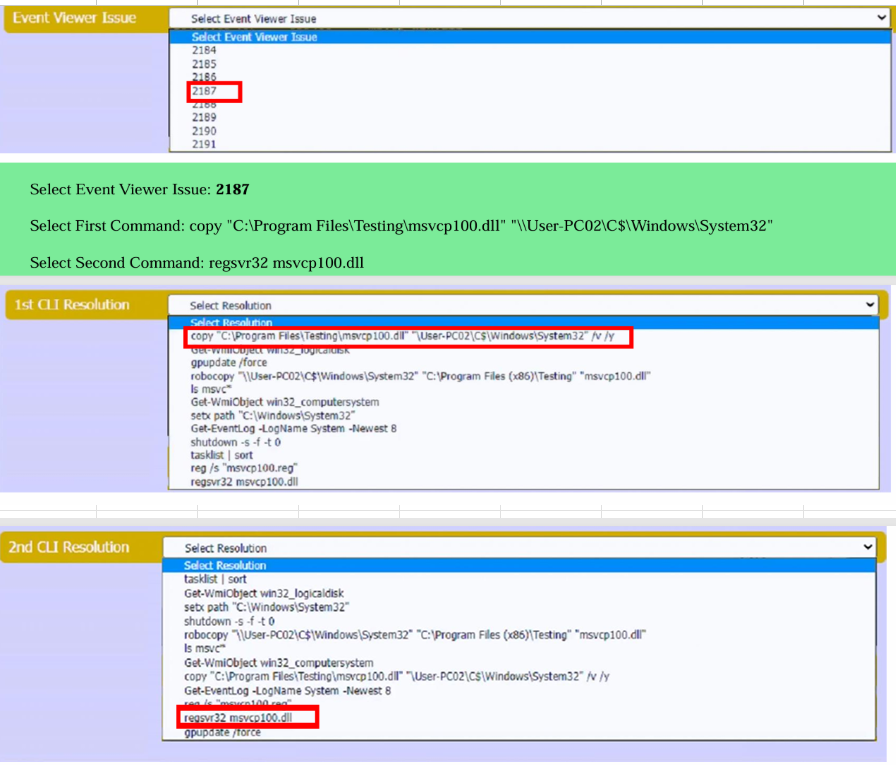 Event Viewer Issue
Select Event Viewer Issue
Select Event Viewer Issue
2184
2185
2186
2187
2188
2189
2190
2191
Select Event Viewer Issue: 2187
Select First Command: copy "C:\Program Files\Testing\msvcp100.dll" "\\User-PC02\C$\Windows\System32"
Select Second Command: regsvr32 msvcp100.dll
1st CLI Resolution
Select Resolution
Select Resolution
copy "C:\Program Files\Testing\msvcp100.dll" "\User-PC02\C$\Windows\System32" /v /y
Get-WmiObject win32_logicaldisk
gpupdate /force
robocopy "\\User-PC02\C$\Windows\System32" "C:\Program Files (x86)\Testing" "msvcp100.dll"
ls msvc*
Get-WmiObject win32_computersystem
setx path "C:\Windows\System32"
Get-EventLog -LogName System -Newest 8
shutdown -s -f -t 0
tasklist | sort
reg /s "msvcp100.reg"
regsvr32 msvcp100.dll
2nd CLI Resolution
Select Resolution
Select Resolution
tasklist | sort
Get-WmiObject win32_logicaldisk
setx path "C:\Windows\System32"
shutdown -s -f -t 0
robocopy "\\User-PC02\C$\Windows\System32" "C:\Program Files (x86)\Testing" "msvcp100.dll"
ls msvc*
Get-WmiObject win32_computersystem
copy "C:\Program Files\Testing\msvcp100.dll" "\User-PC02\C$\Windows\System32" /v /y
Get-EventLog -LogName System -Newest 8
reg /s "msvcp100.reg"
regsvr32 msvcp100.dll
gpupdate /force